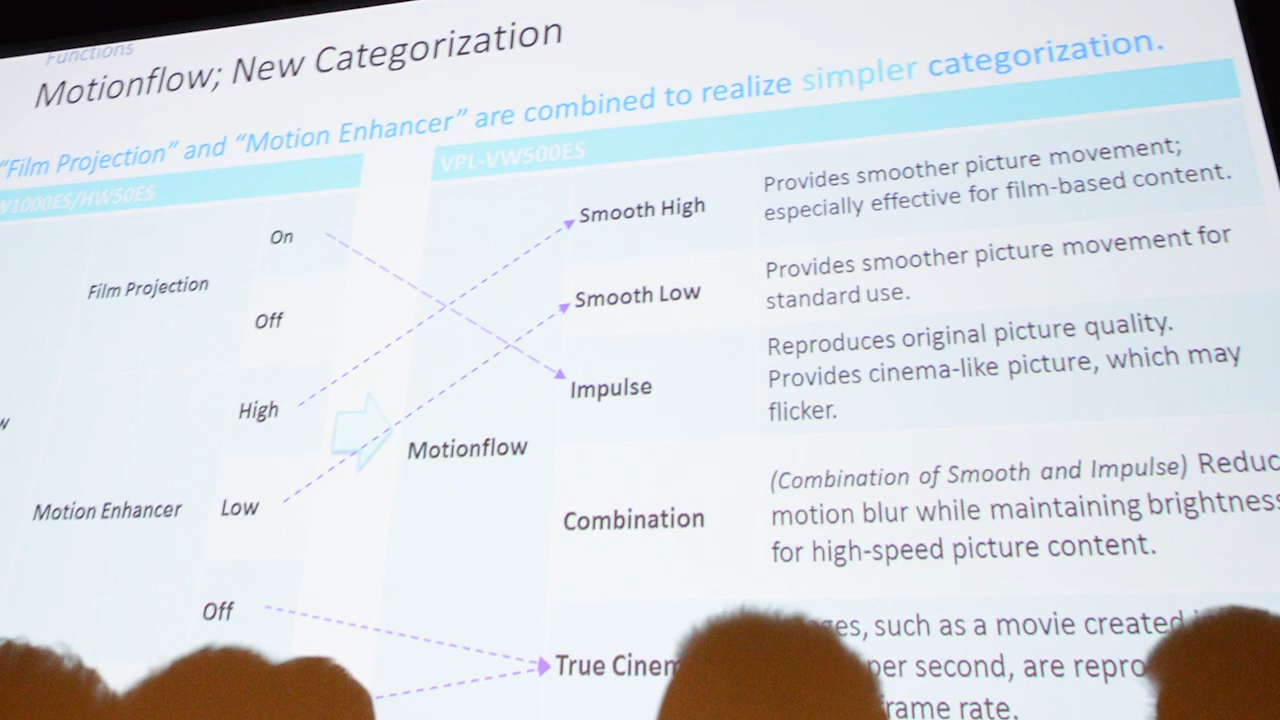 Functions
Motionflow; New Categorization
"Film Projection" and "Motion Enhancer" are combined to realize simpler categorization.
W1000ES/HW50ES
VPL-VW500ES
Film Projection
On
Off
Motion Enhancer
High
Low
Off
Motionflow
Smooth High
Provides smoother picture movement;
especially effective for film-based content.
Smooth Low
Provides smoother picture movement for
standard use.
Impulse
Reproduces original picture quality.
Provides cinema-like picture, which may
flicker.
Combination
(Combination of Smooth and Impulse) Reduc
motion blur while maintaining brightness
for high-speed picture content.
True Cinem
such as a movie created
per second, are repro
frame rate.